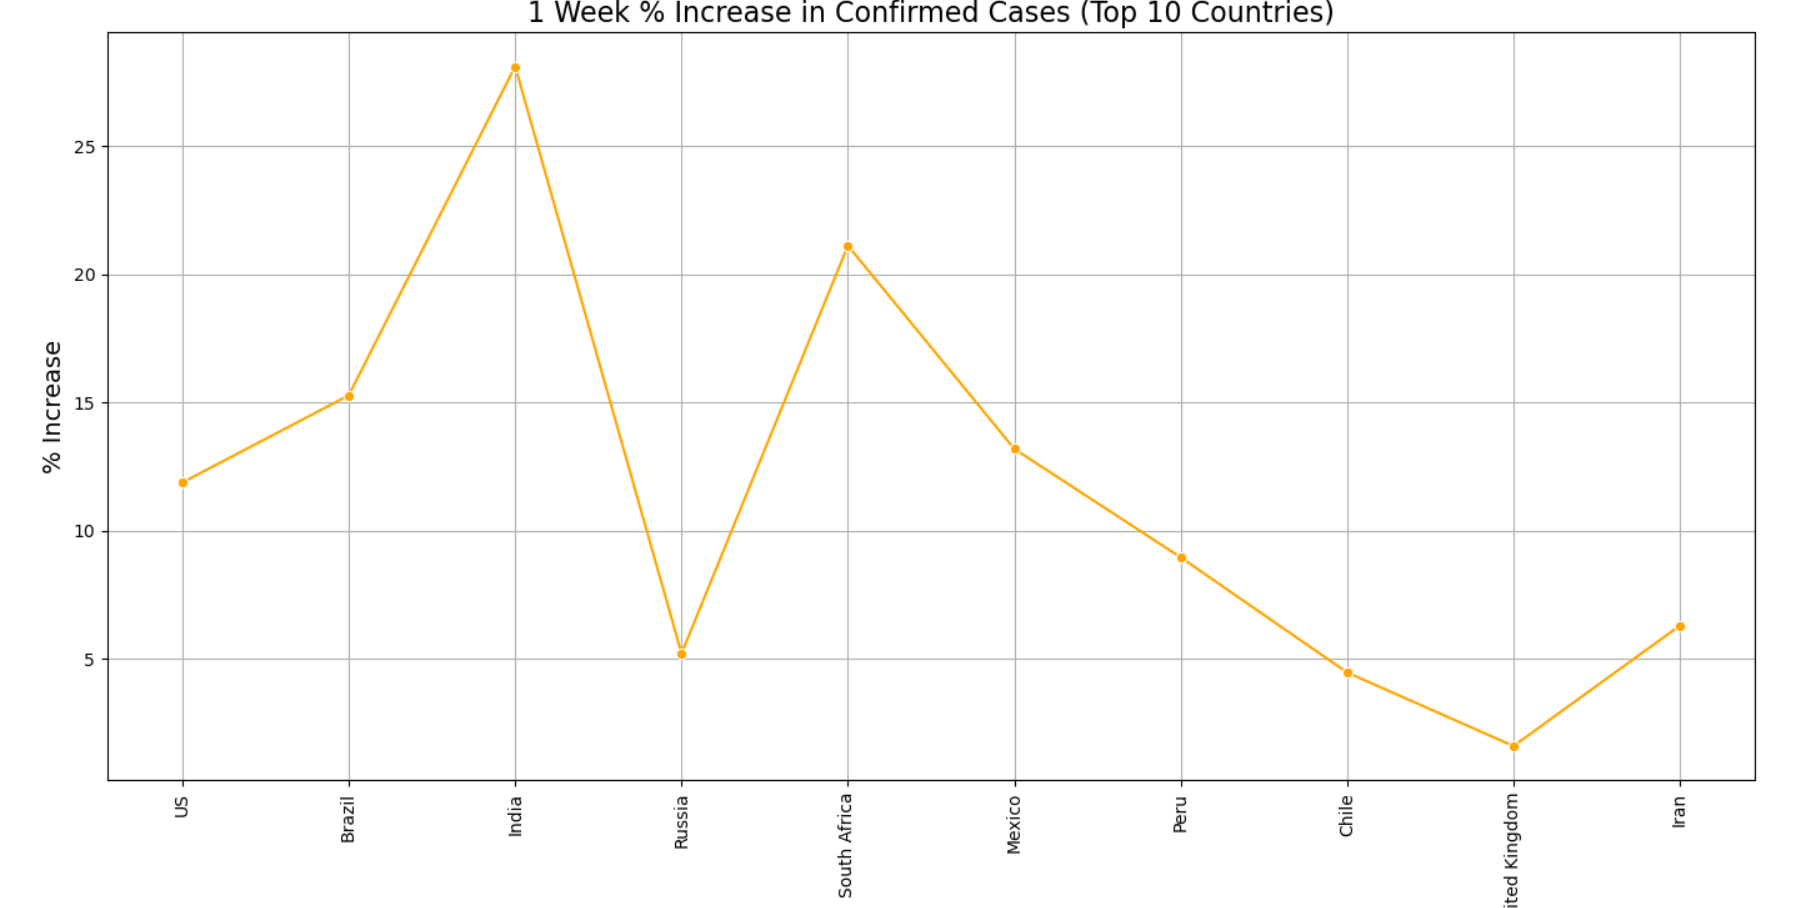 1 Week % Increase in Confirmed Cases (Top 10 Countries)
% Increase
25
20
15
10
5
US
Brazil
India
Russia
South Africa
Mexico
Peru
Chile
ited Kingdom
Iran